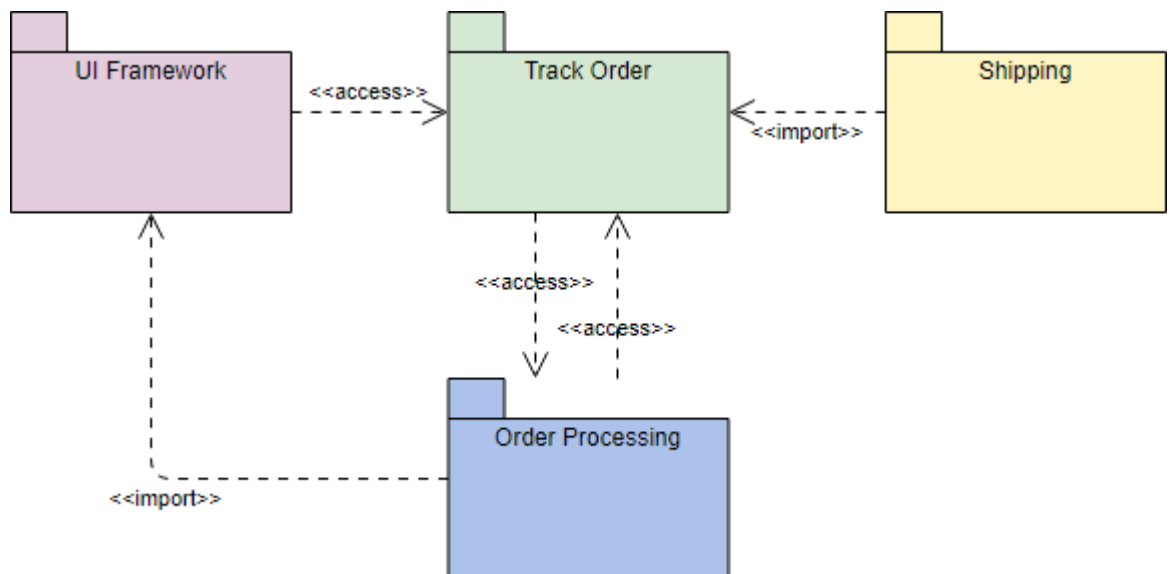 UI Framework
Track Order
Shipping
<<access>>
<<import>>
<<access>>
<<access>>
Order Processing
<<import>>